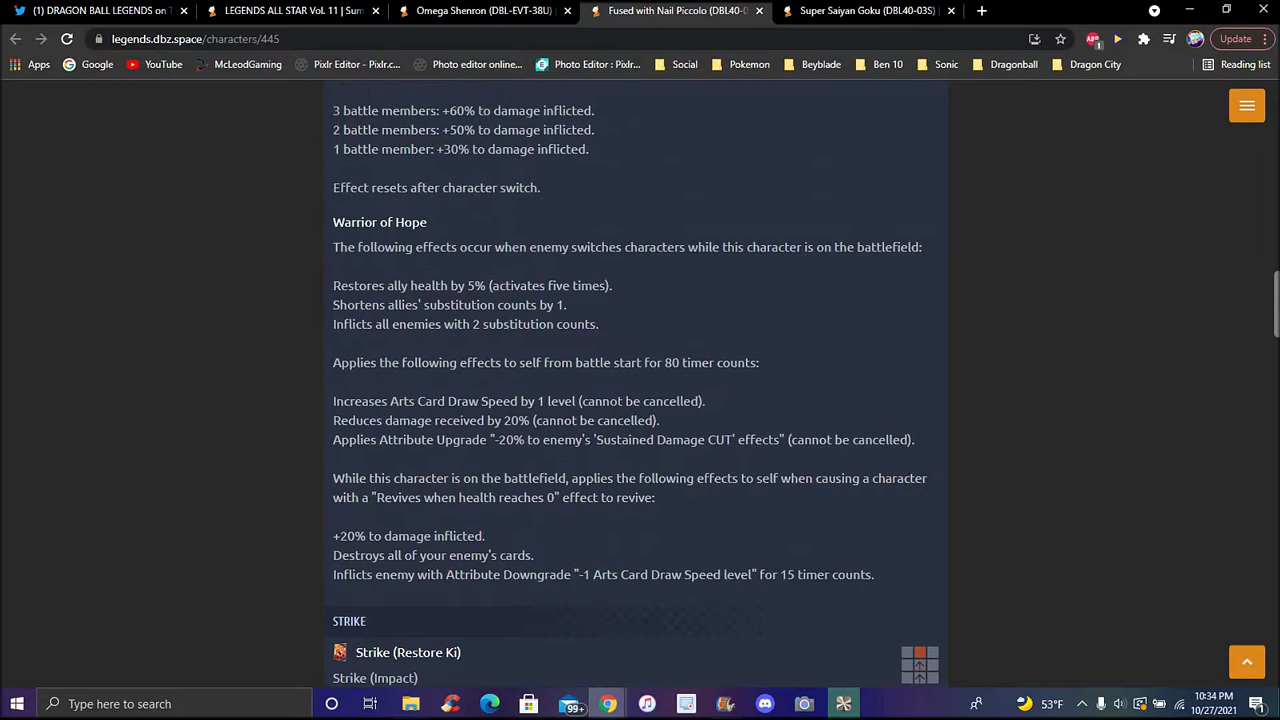 (1) DRAGON BALL LEGENDS on T
LEGENDS ALL STAR Vol. 11 | Sum
Omega Shenron (DBL-EVT-38U) |
Fused with Nail Piccolo (DBL40-0
Super Saiyan Goku (DBL40-03S)
legends.dbz.space/characters/445
ABP
1
Update
Apps
Google
YouTube
McLeodGaming
Pixlr Editor - Pixlr.c...
Photo editor online...
Photo Editor : Pixlr...
Social
Pokemon
Beyblade
Ben 10
Sonic
Dragonball
Dragon City
Reading list
3 battle members: +60% to damage inflicted.
2 battle members: +50% to damage inflicted.
1 battle member: +30% to damage inflicted.
Effect resets after character switch.
Warrior of Hope
The following effects occur when enemy switches characters while this character is on the battlefield:
Restores ally health by 5% (activates five times).
Shortens allies' substitution counts by 1.
Inflicts all enemies with 2 substitution counts.
Applies the following effects to self from battle start for 80 timer counts:
Increases Arts Card Draw Speed by 1 level (cannot be cancelled).
Reduces damage received by 20% (cannot be cancelled).
Applies Attribute Upgrade "-20% to enemy's 'Sustained Damage CUT' effects" (cannot be cancelled).
While this character is on the battlefield, applies the following effects to self when causing a character
with a "Revives when health reaches 0" effect to revive:
+20% to damage inflicted.
Destroys all of your enemy's cards.
Inflicts enemy with Attribute Downgrade "-1 Arts Card Draw Speed level" for 15 timer counts.
STRIKE
Strike (Restore Ki)
Strike (Impact)
Type here to search
99+
53°F
10:34 PM
10/27/2021
1